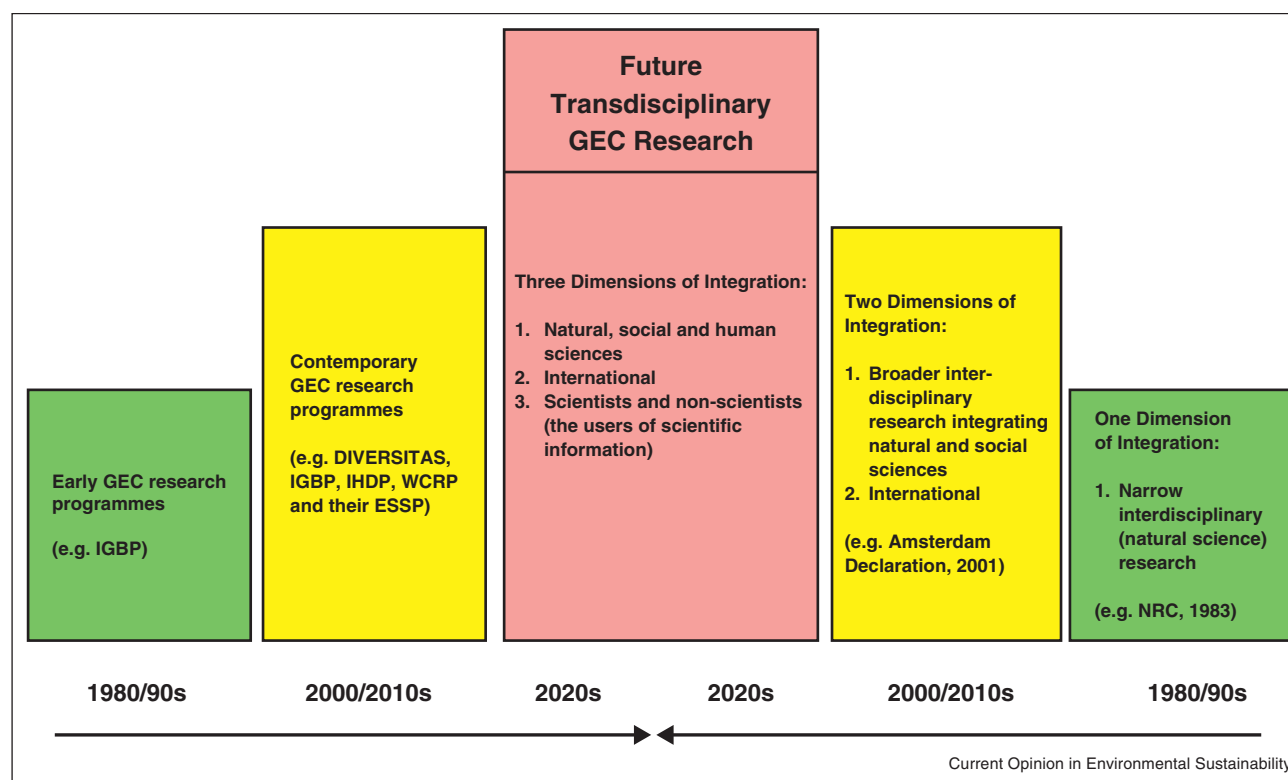 Future
Transdisciplinary
GEC Research
Early GEC research
programmes
(e.g. IGBP)
Contemporary
GEC research
programmes
(e.g. DIVERSITAS,
IGBP, IHDP, WCRP
and their ESSP)
Three Dimensions of Integration:
1. Natural, social and human
sciences
2. International
3. Scientists and non-scientists
(the users of scientific
information)
Two Dimensions of
Integration:
1. Broader inter-
disciplinary
research integrating
natural and social
sciences
2. International
(e.g. Amsterdam
Declaration, 2001)
One Dimension
of Integration:
1. Narrow
interdisciplinary
(natural science)
research
(e.g. NRC, 1983)
1980/90s 2000/2010s 2020s 2020s 2000/2010s 1980/90s
Current Opinion in Environmental Sustainability